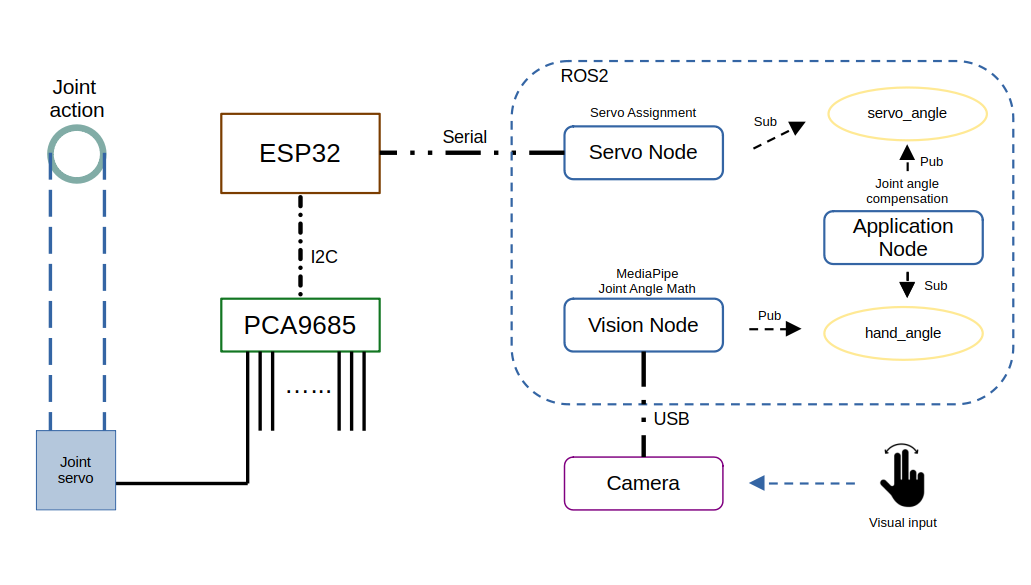 Joint
action
ESP32
Serial
I2C
PCA9685
......
Joint
servo
ROS2
Servo Assignment
Servo Node
Sub
servo_angle
Pub
Joint angle
compensation
Application
Node
Sub
MediaPipe
Joint Angle Math
Vision Node
Pub
hand_angle
USB
Camera
Visual input